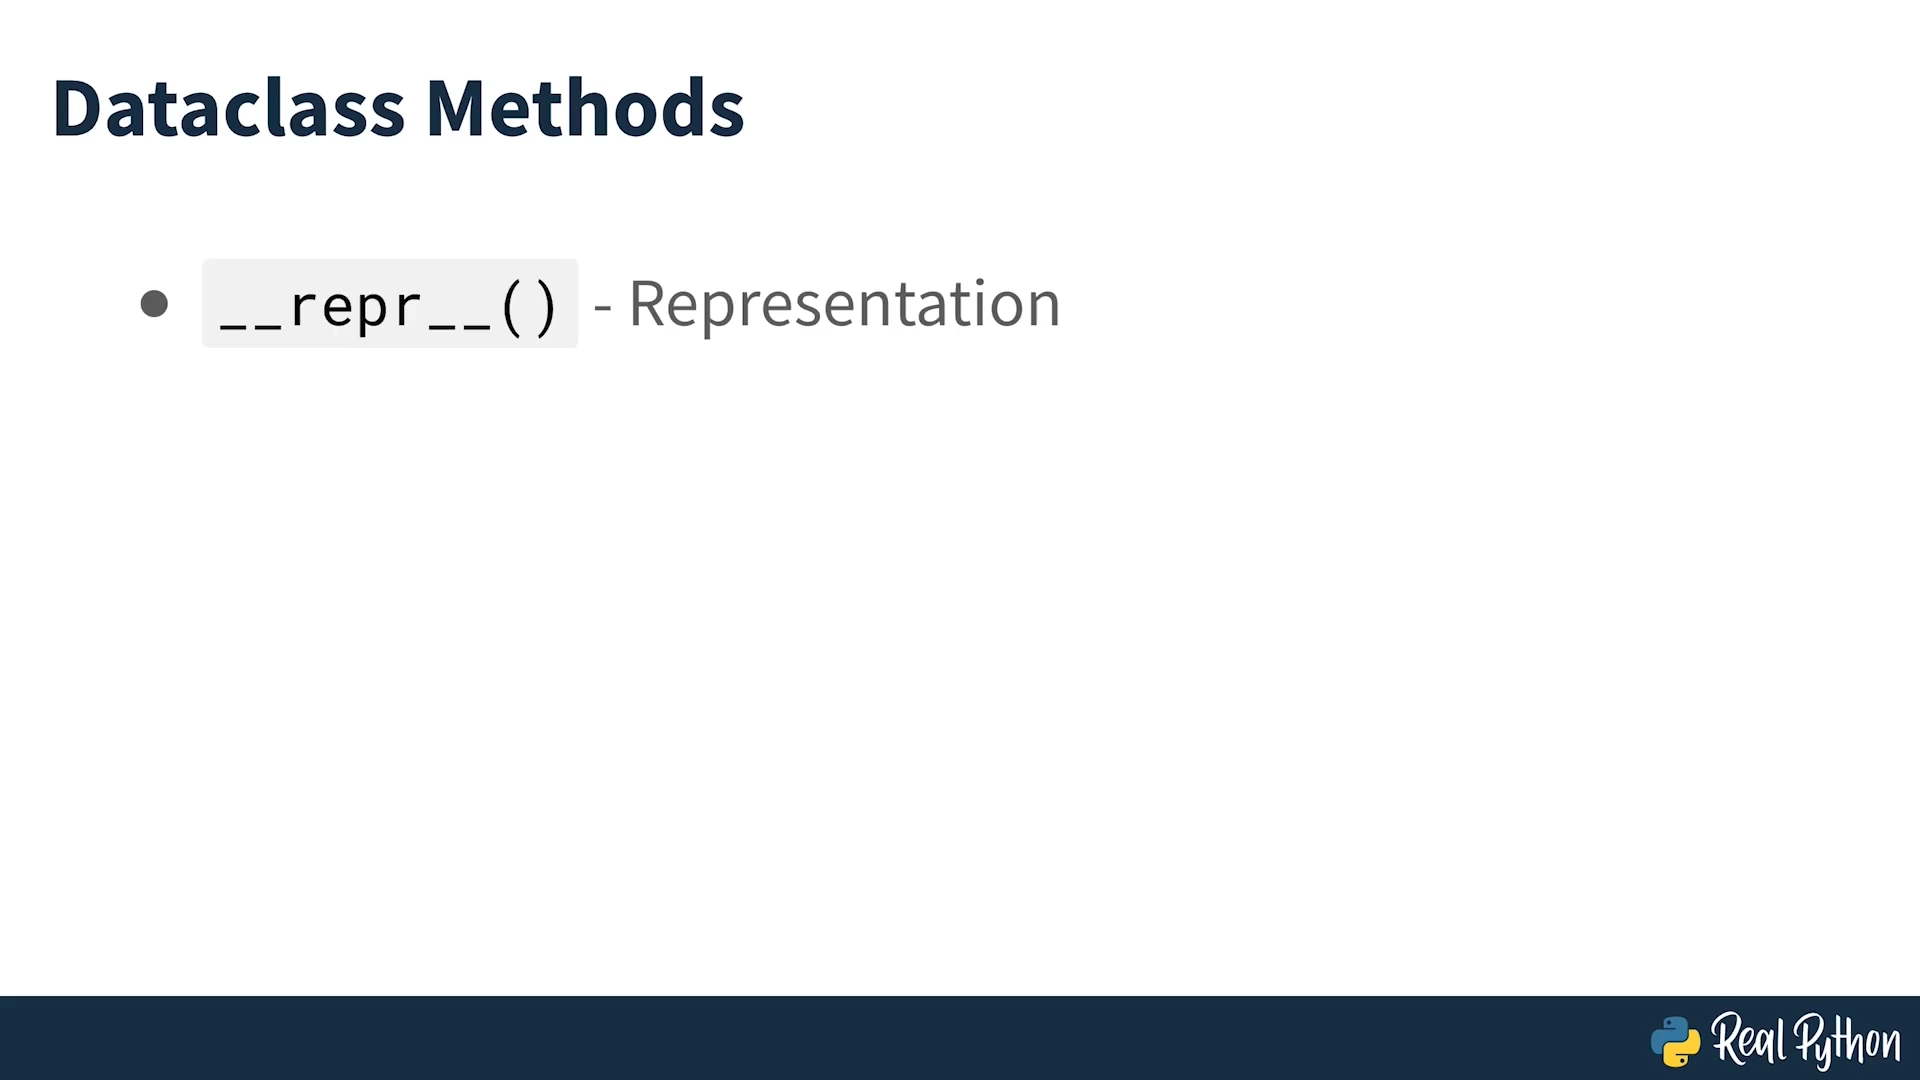 Dataclass Methods
● __repr__() - Representation
Real Python